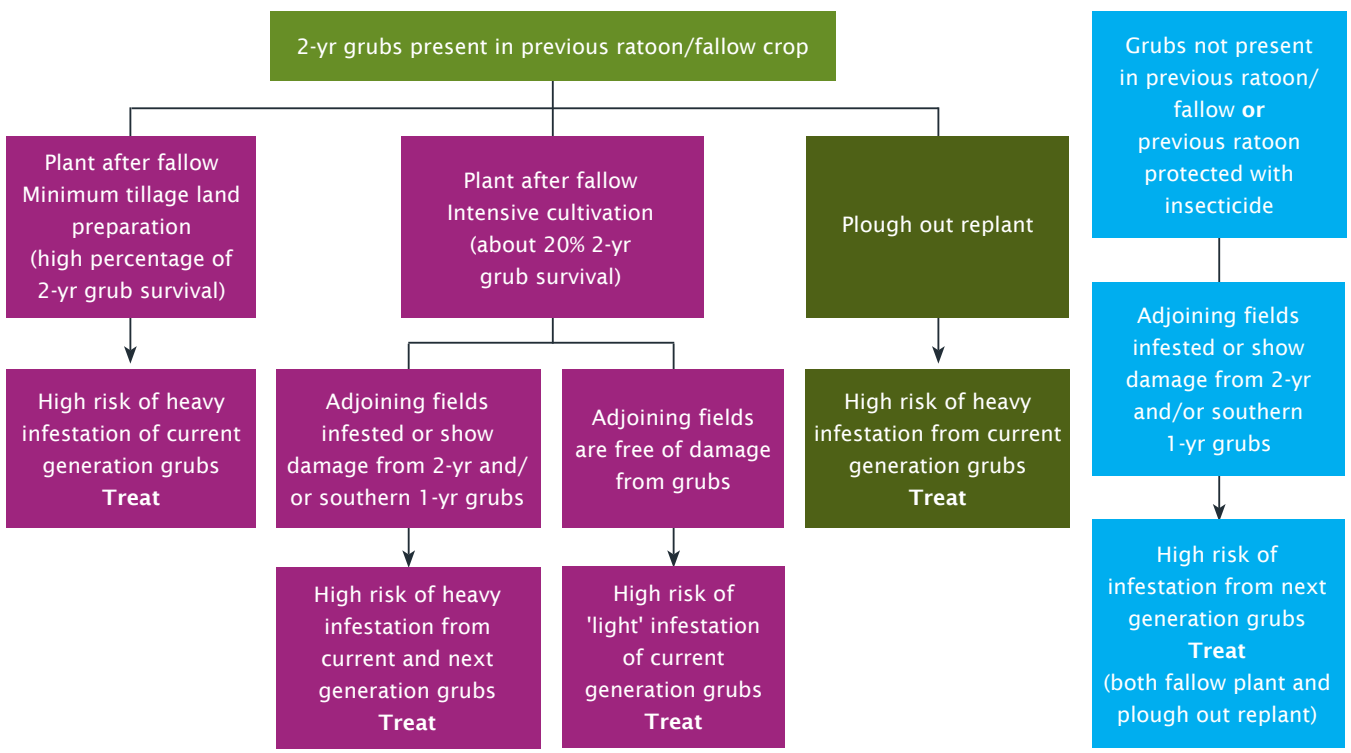 2-yr grubs present in previous ratoon/fallow crop
Plant after fallow
Minimum tillage land
preparation
(high percentage of
2-yr grub survival)
High risk of heavy
infestation of current
generation grubs
Treat
Plant after fallow
Intensive cultivation
(about 20% 2-yr
grub survival)
Adjoining fields
infested or show
damage from 2-yr and/
or southern 1-yr grubs
High risk of heavy
infestation from
current and next
generation grubs
Treat
Adjoining fields
are free of damage
from grubs
High risk of
'light' infestation
of current
generation grubs
Treat
Plough out replant
High risk of heavy
infestation from current
generation grubs
Treat
Grubs not present
in previous ratoon/
fallow or
previous ratoon
protected with
insecticide
Adjoining fields
infested or show
damage from 2-yr
and/or southern
1-yr grubs
High risk of
infestation from next
generation grubs
Treat
(both fallow plant and
plough out replant)